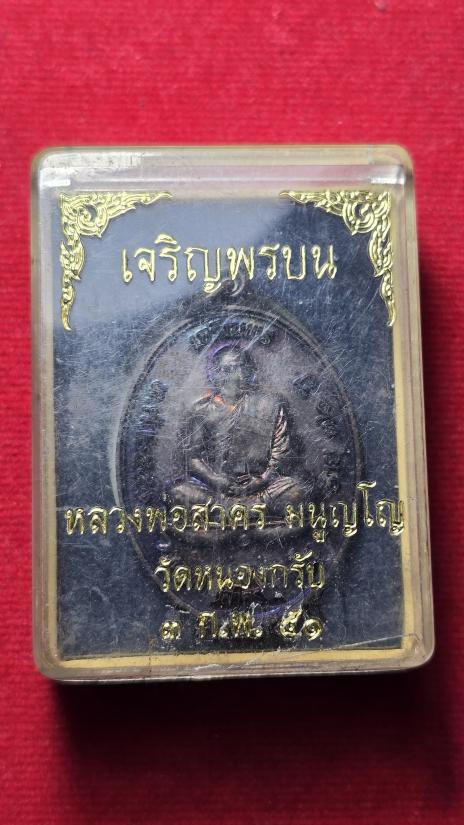 เจริญพรบน
หลวงพ่อสาคร มนูญโญ
วัดหนองกรับ
๓ ก.พ. ๕๑